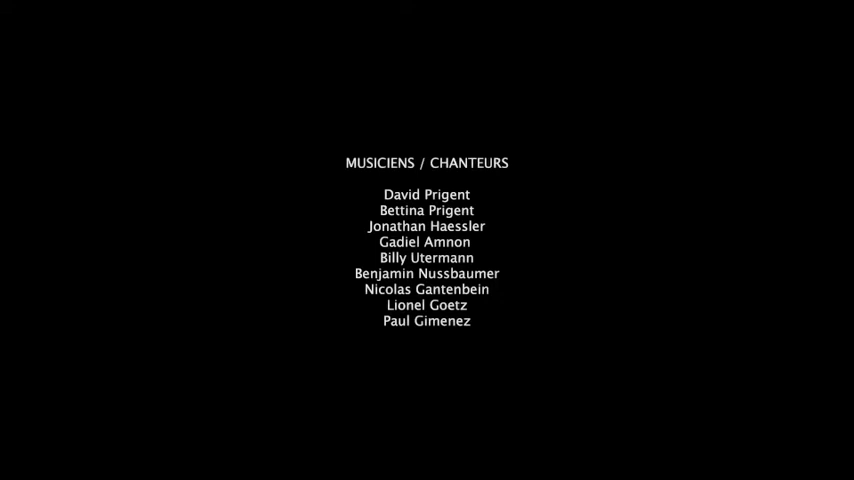 MUSICIENS / CHANTEURS
David Prigent
Bettina Prigent
Jonathan Haessler
Gadiel Amnon
Billy Utermann
Benjamin Nussbaumer
Nicolas Gantenbein
Lionel Goetz
Paul Gimenez